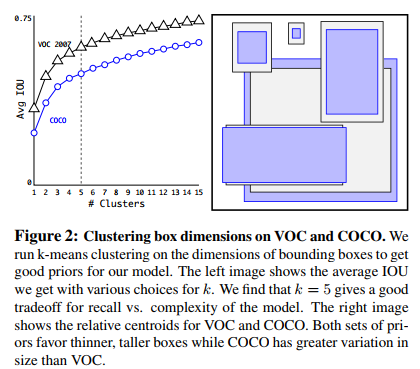 0.75
VOC 2007
Avg IOU
COCO
0
1 2 3 4 5 6 7 8 9 10 11 12 13 14 15
# Clusters
Figure 2: Clustering box dimensions on VOC and COCO. We
run k-means clustering on the dimensions of bounding boxes to get
good priors for our model. The left image shows the average IOU
we get with various choices for k. We find that k = 5 gives a good
tradeoff for recall vs. complexity of the model. The right image
shows the relative centroids for VOC and COCO. Both sets of pri-
ors favor thinner, taller boxes while COCO has greater variation in
size than VOC.